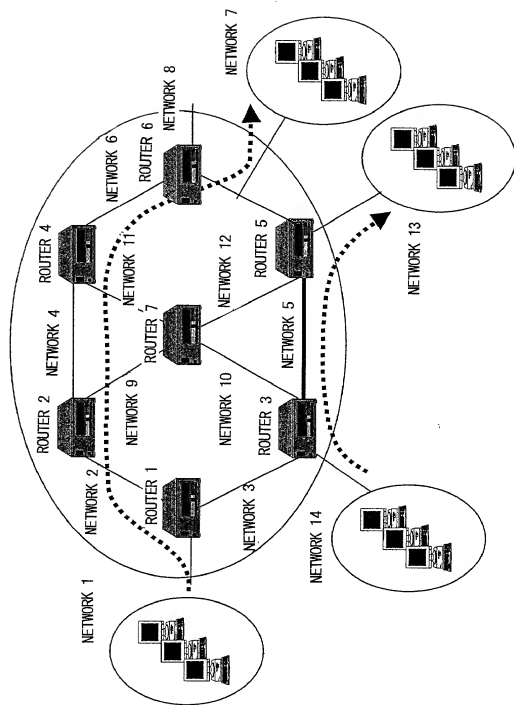 NETWORK 1
NETWORK 2
ROUTER 1
NETWORK 3
NETWORK 14
ROUTER 2
NETWORK 4
NETWORK 9
ROUTER 7
NETWORK 10
ROUTER 3
NETWORK 5
ROUTER 4
NETWORK 11
NETWORK 12
ROUTER 5
NETWORK 13
NETWORK 6
ROUTER 6
NETWORK 8
NETWORK 7